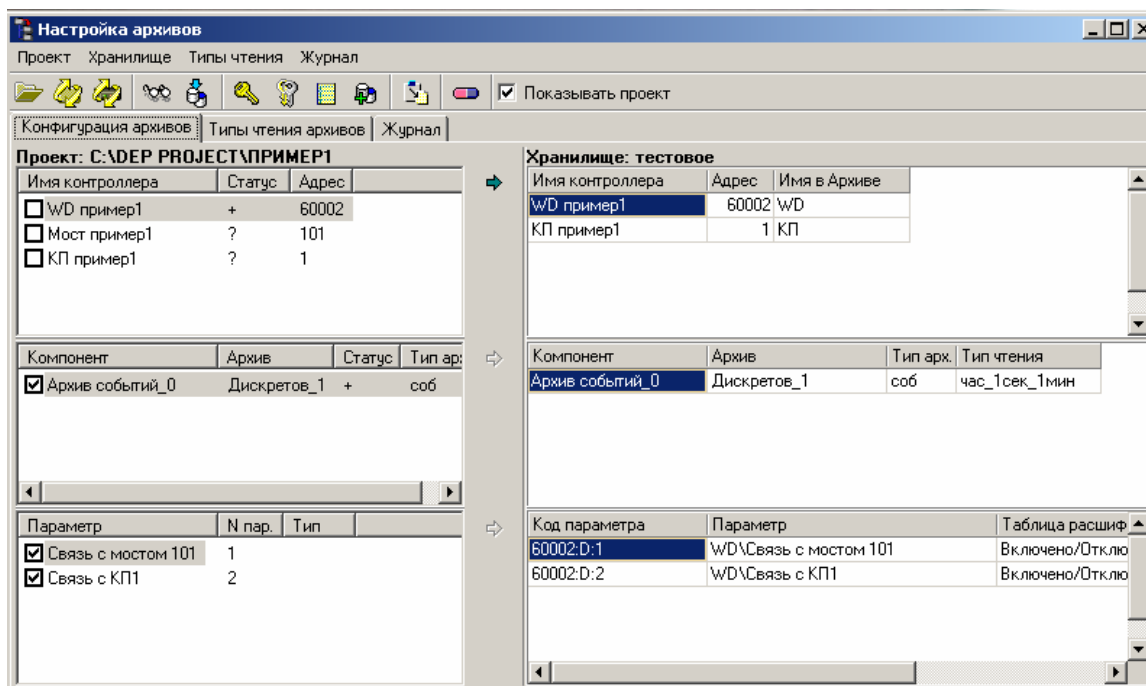 Настройка архивов
Проект Хранилище Типы чтения Журнал
Показывать проект
Конфигурация архивов Типы чтения архивов Журнал
Проект: C:\DEP PROJECT\ПРИМЕР1
Имя контроллера Статус Адрес
WD пример1 + 60002
Мост пример1 ? 101
КП пример1 ? 1
Хранилище: тестовое
Имя контроллера Адрес Имя в Архиве
WD пример1 60002 WD
КП пример1 1 КП
Компонент Архив Статус Тип ар
Архив событий_0 Дискретов_1 + соб
Компонент Архив Тип арх. Тип чтения
Архив событий_0 Дискретов_1 соб час_1сек_1мин
Параметр N пар. Тип
Связь с мостом 101 1
Связь с КП1 2
Код параметра Параметр Таблица расшиф
60002:D:1 WD\Связь с мостом 101 Включено/Отклю
60002:D:2 WD\Связь с КП1 Включено/Отклю